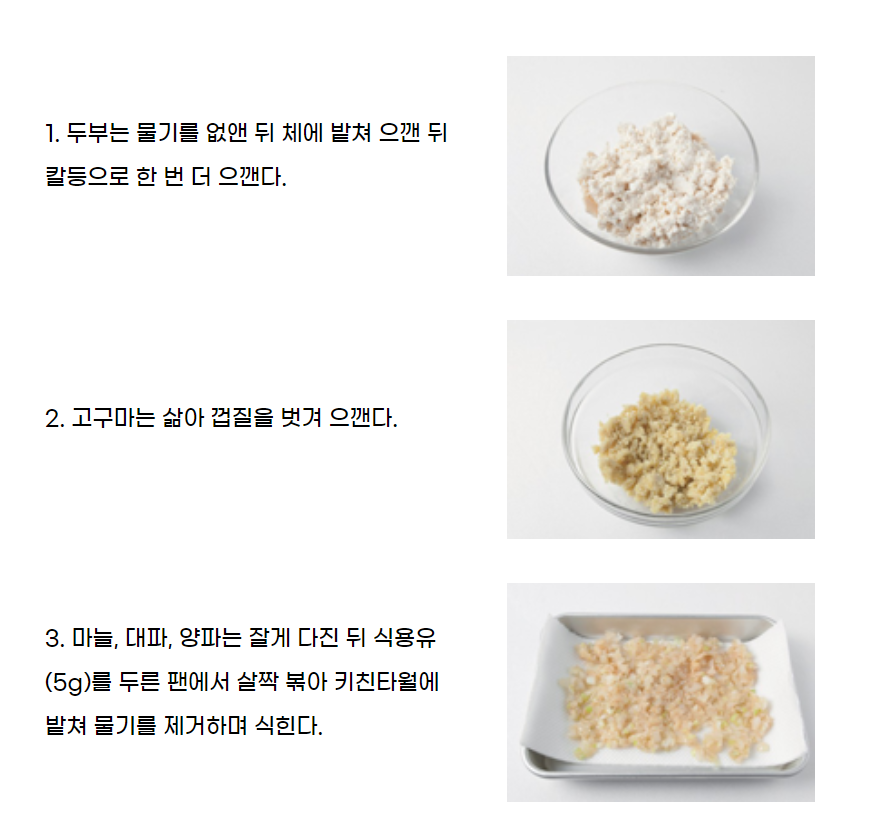 1. 두부는 물기를 없앤 뒤 체에 밭쳐 으깬 뒤
칼등으로 한 번 더 으깬다.
2. 고구마는 삶아 껍질을 벗겨 으깬다.
3. 마늘, 대파, 양파는 잘게 다진 뒤 식용유
(5g)를 두른 팬에서 살짝 볶아 키친타월에
밭쳐 물기를 제거하며 식힌다.